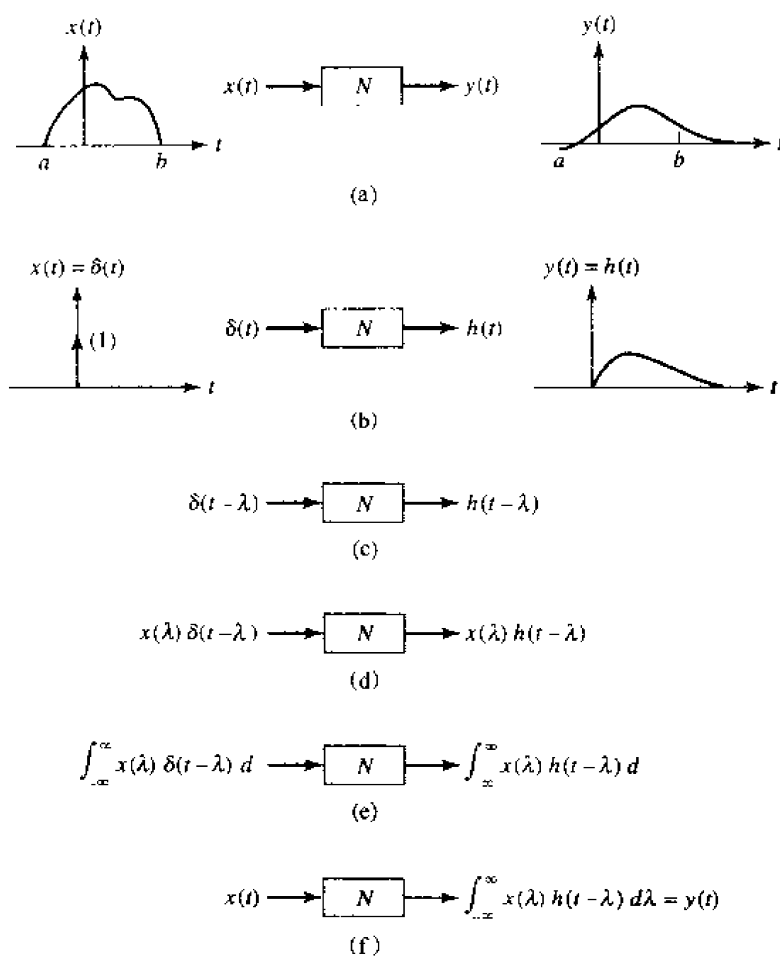 x(t)
t
a
b
x(t) N y(t)
y(t)
a
b
t
(a)
x(t) = δ(t)
(1)
t
δ(t) N h(t)
y(t) = h(t)
t
(b)
δ(t - λ) N h(t - λ)
(c)
x(λ) δ(t - λ) N x(λ) h(t - λ)
(d)
∫_{-∞}^{∞} x(λ) δ(t - λ) d N ∫_{-∞}^{∞} x(λ) h(t - λ) d
(e)
x(t) N ∫_{-∞}^{∞} x(λ) h(t - λ) dλ = y(t)
(f)